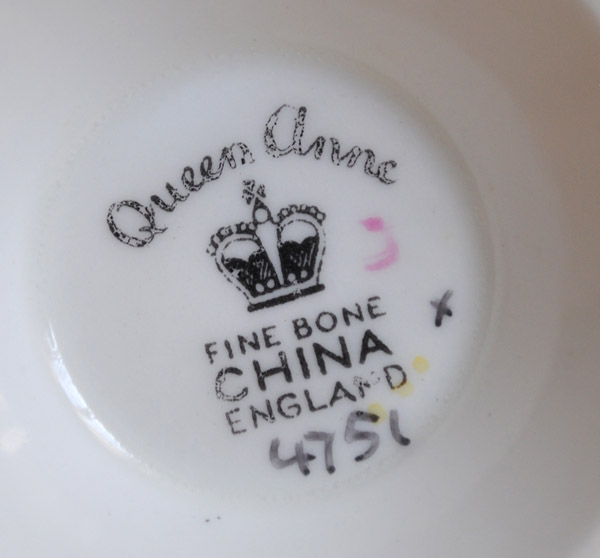 Queen Anne
FINE BONE
CHINA
ENGLAND
4751
x